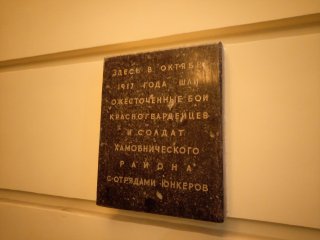 ЗДЕСЬ В ОКТЯБРЕ
1917 ГОДА ШЛИ
ОЖЕСТОЧЕННЫЕ БОИ
КРАСНОГВАРДЕЙЦЕВ
И СОЛДАТ
ХАМОВНИЧЕСКОГО
РАЙОНА
С ОТРЯДАМИ ЮНКЕРОВ